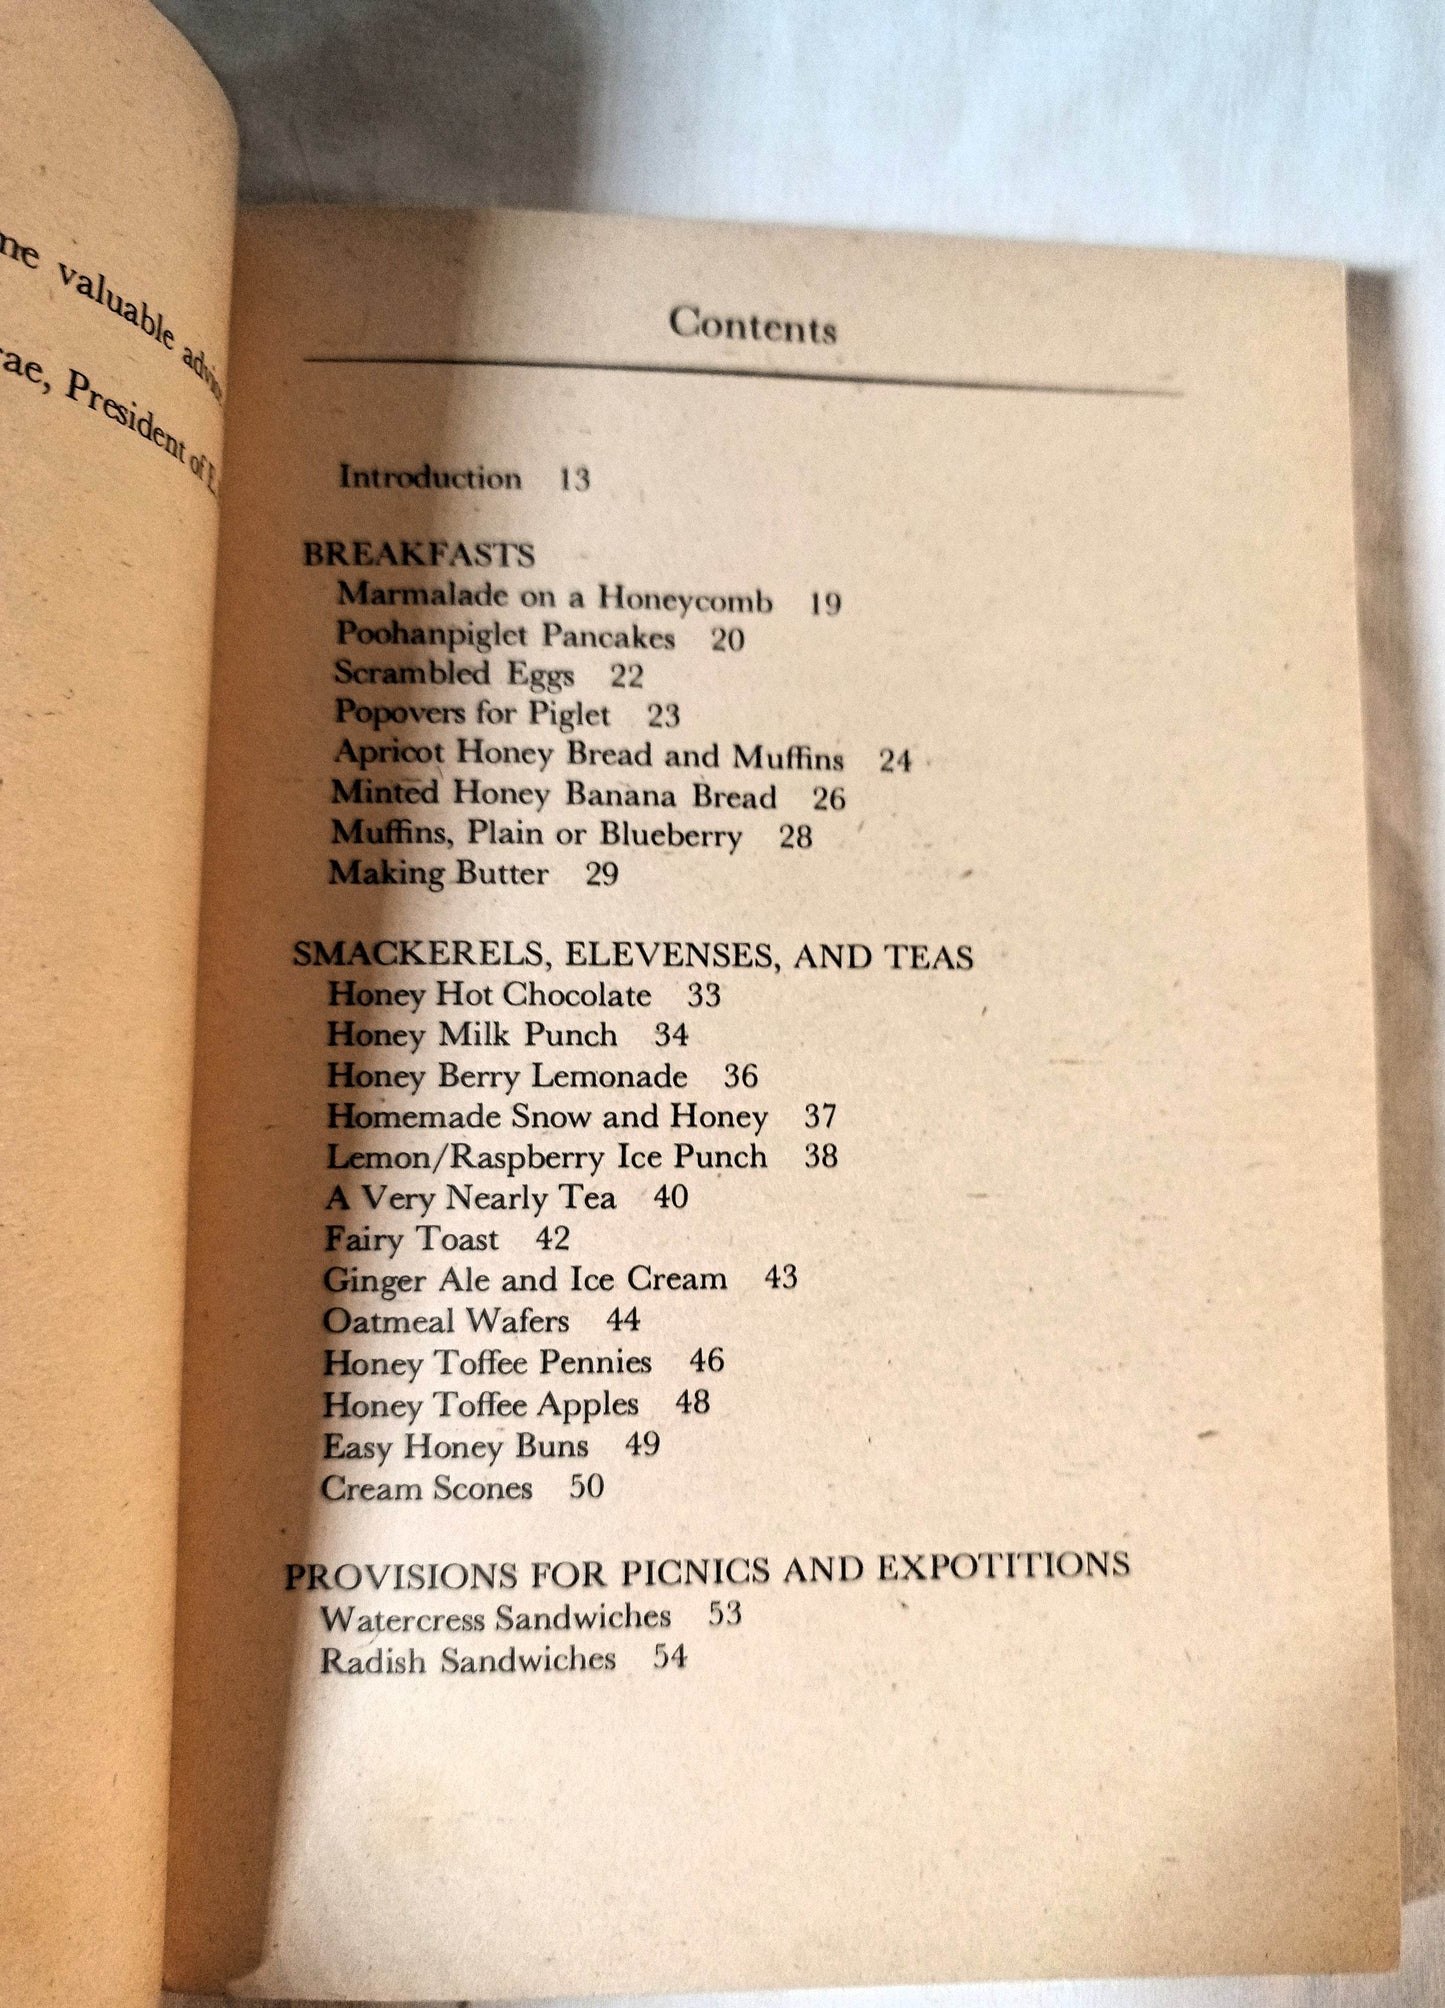 valuable
President of
Contents
Introduction 13
BREAKFASTS
Marmalade on a Honeycomb 19
Poohanpiglet Pancakes 20
Scrambled Eggs 22
Popovers for Piglet 23
Apricot Honey Bread and Muffins 24
Minted Honey Banana Bread 26
Muffins, Plain or Blueberry 28
Making Butter 29
SMACKERELS, ELEVENSES, AND TEAS
Honey Hot Chocolate 33
Honey Milk Punch 34
Honey Berry Lemonade 36
Homemade Snow and Honey 37
Lemon/Raspberry Ice Punch 38
A Very Nearly Tea 40
Fairy Toast 42
Ginger Ale and Ice Cream 43
Oatmeal Wafers 44
Honey Toffee Pennies 46
Honey Toffee Apples 48
Easy Honey Buns 49
Cream Scones 50
PROVISIONS FOR PICNICS AND EXPOTITIONS
Watercress Sandwiches 53
Radish Sandwiches 54